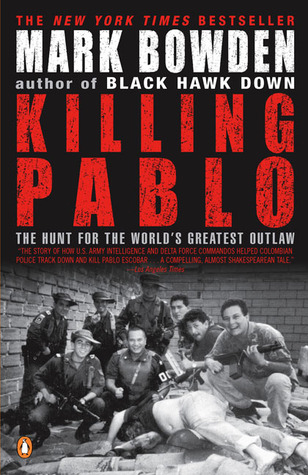 THE NEW YORK TIMES BESTSELLER
MARK BOWDEN
author of BLACK HAWK DOWN
KILLING
PABLO
THE HUNT FOR THE WORLD'S GREATEST OUTLAW
"THE STORY OF HOW U.S. ARMY INTELLIGENCE AND DELTA FORCE COMMANDOS HELPED COLOMBIAN
POLICE TRACK DOWN AND KILL PABLO ESCOBAR . . . A COMPELLING, ALMOST SHAKESPEAREAN TALE."
—Los Angeles Times